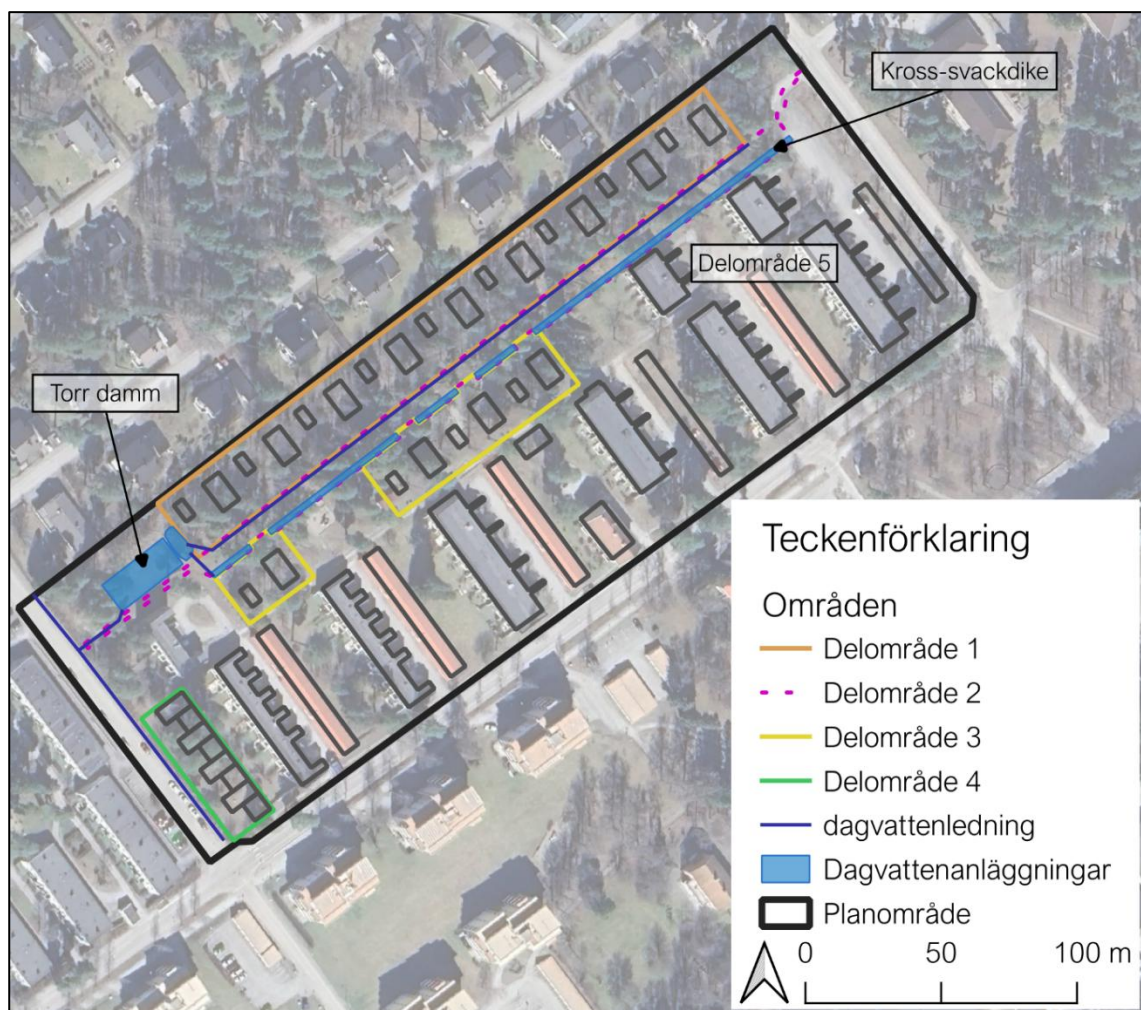 Kross-svackdike
Delområde 5
Torr damm
Teckenförklaring
Områden
Delområde 1
Delområde 2
Delområde 3
Delområde 4
dagvattenledning
Dagvattenanläggningar
Planområde
0 50 100 m